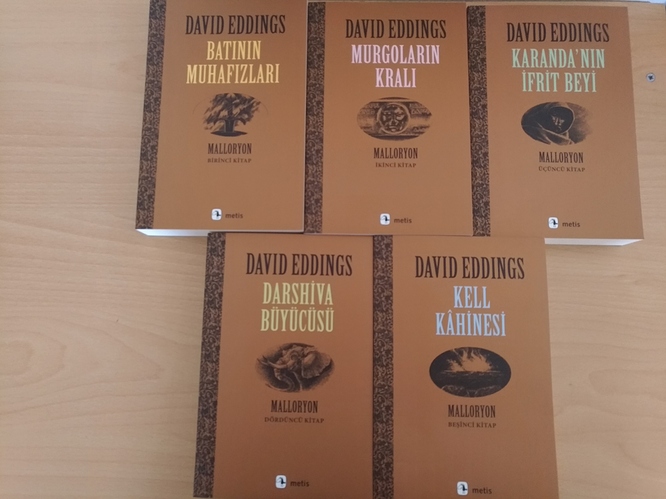 DAVID EDDINGS
BATININ
MUHAFIZLARI
MALLORYON
BİRİNCİ KİTAP
metis
DAVID EDDINGS
MURGOLARIN
KRALI
MALLORYON
İKİNCİ KİTAP
metis
DAVID EDDINGS
KARANDA'NIN
İFRİT BEYİ
MALLORYON
ÜÇÜNCÜ KİTAP
metis
DAVID EDDINGS
DARSHİVA
BÜYÜCÜSÜ
MALLORYON
DÖRDÜNCÜ KİTAP
metis
DAVID EDDINGS
KELL
KÂHİNESİ
MALLORYON
BEŞİNCİ KİTAP
metis